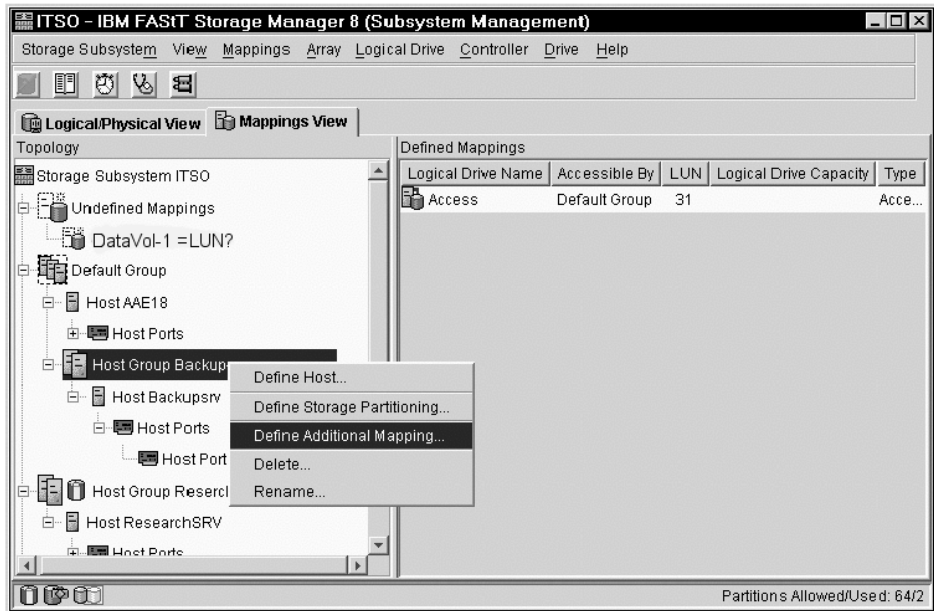 ITSO - IBM FAStT Storage Manager 8 (Subsystem Management)
Storage Subsystem View Mappings Array Logical Drive Controller Drive Help
Logical/Physical View Mappings View
Topology
Storage Subsystem ITSO
Undefined Mappings
DataVol-1 =LUN?
Default Group
Host AAE18
Host Ports
Host Group Backup
Host Backupsrv
Host Ports
Host Port
Host Group Reserc
Host ResearchSRV
Host Ports
Define Host...
Define Storage Partitioning...
Define Additional Mapping...
Delete...
Rename...
Defined Mappings
Logical Drive Name Accessible By LUN Logical Drive Capacity Type
Access Default Group 31 Acce...
Partitions Allowed/Used: 64/2